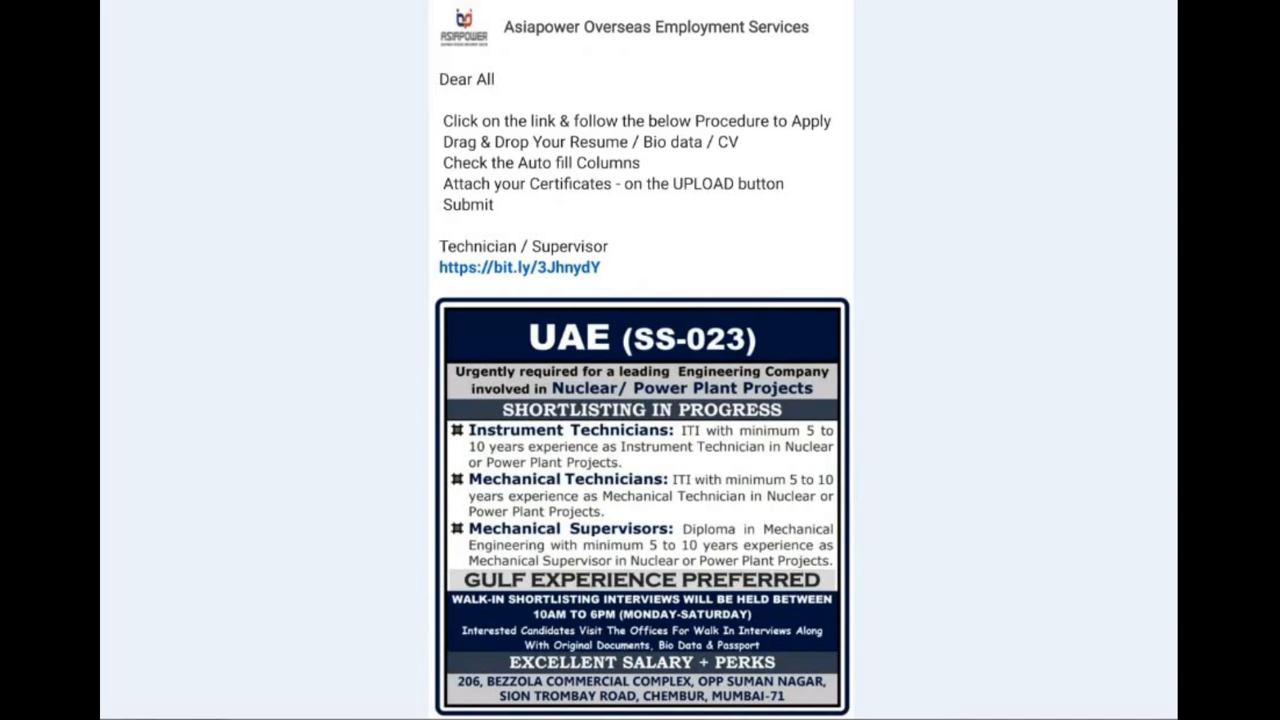 ASIAPOWER
Asiapower Overseas Employment Services
Dear All
Click on the link & follow the below Procedure to Apply
Drag & Drop Your Resume / Bio data / CV
Check the Auto fill Columns
Attach your Certificates - on the UPLOAD button
Submit
Technician / Supervisor
https://bit.ly/3JhnydY
UAE (SS-023)
Urgently required for a leading Engineering Company
involved in Nuclear/ Power Plant Projects
SHORTLISTING IN PROGRESS
Instrument Technicians: ITI with minimum 5 to
10 years experience as Instrument Technician in Nuclear
or Power Plant Projects.
Mechanical Technicians: ITI with minimum 5 to 10
years experience as Mechanical Technician in Nuclear or
Power Plant Projects.
Mechanical Supervisors: Diploma in Mechanical
Engineering with minimum 5 to 10 years experience as
Mechanical Supervisor in Nuclear or Power Plant Projects.
GULF EXPERIENCE PREFERRED
WALK-IN SHORTLISTING INTERVIEWS WILL BE HELD BETWEEN
10AM TO 6PM (MONDAY-SATURDAY)
Interested Candidates Visit The Offices For Walk In Interviews Along
With Original Documents, Bio Data & Passport
EXCELLENT SALARY + PERKS
206, BEZZOLA COMMERCIAL COMPLEX, OPP SUMAN NAGAR,
SION TROMBAY ROAD, CHEMBUR, MUMBAI-71